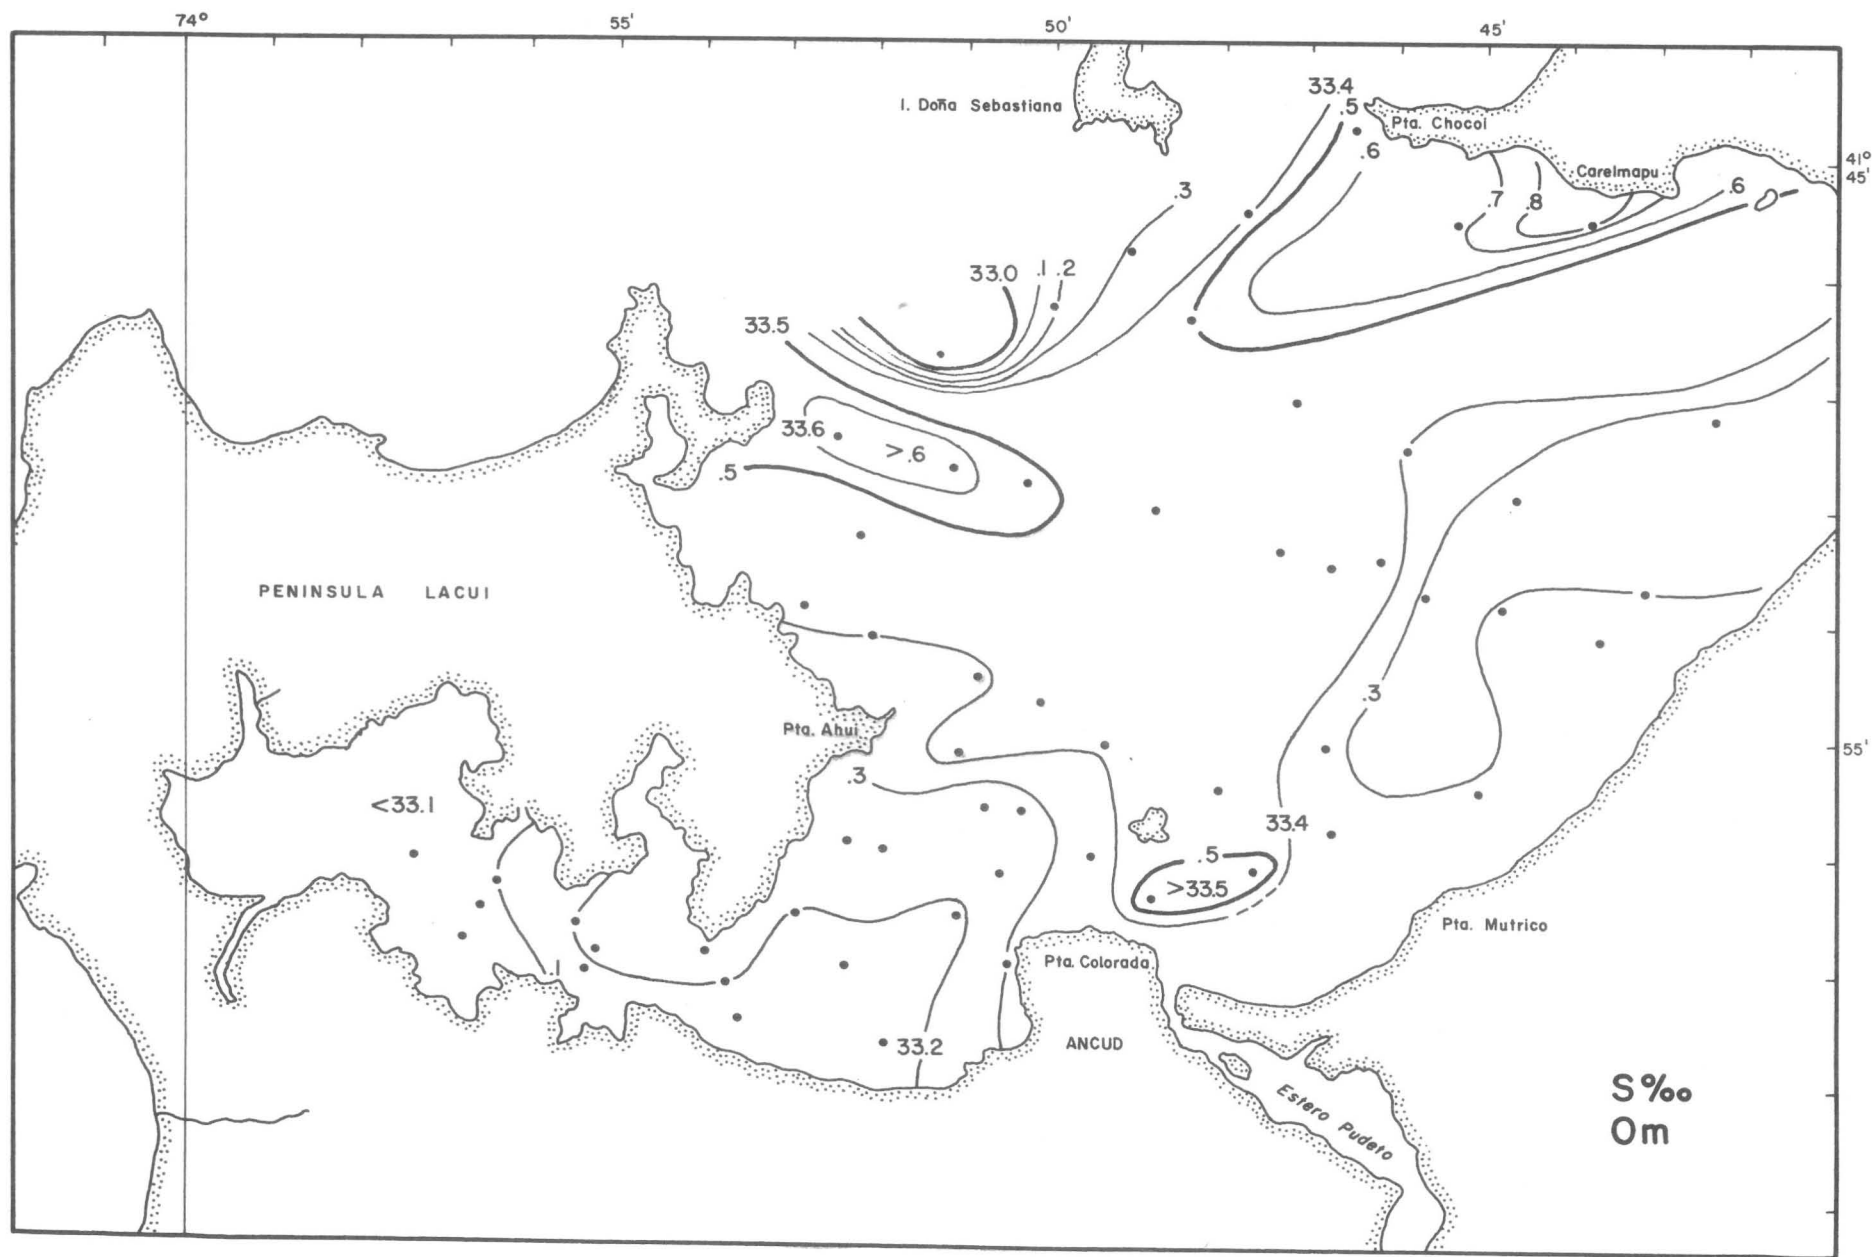 74° 55' 50' 45'
33.4
I. Doña Sebastiana
.5
Pta. Chocoi
.6
41°
45'
Carelmapu
.3
.7 .8 .6
33.0 .1 .2
33.5
33.6
>.6
.5
PENINSULA LACUI
.3
Pta. Ahui
55'
.3
<33.1
33.4
.5
>33.5
Pta. Mutrico
.1
Pta. Colorada
33.2
ANCUD
S‰
Estero Pudeto
0m